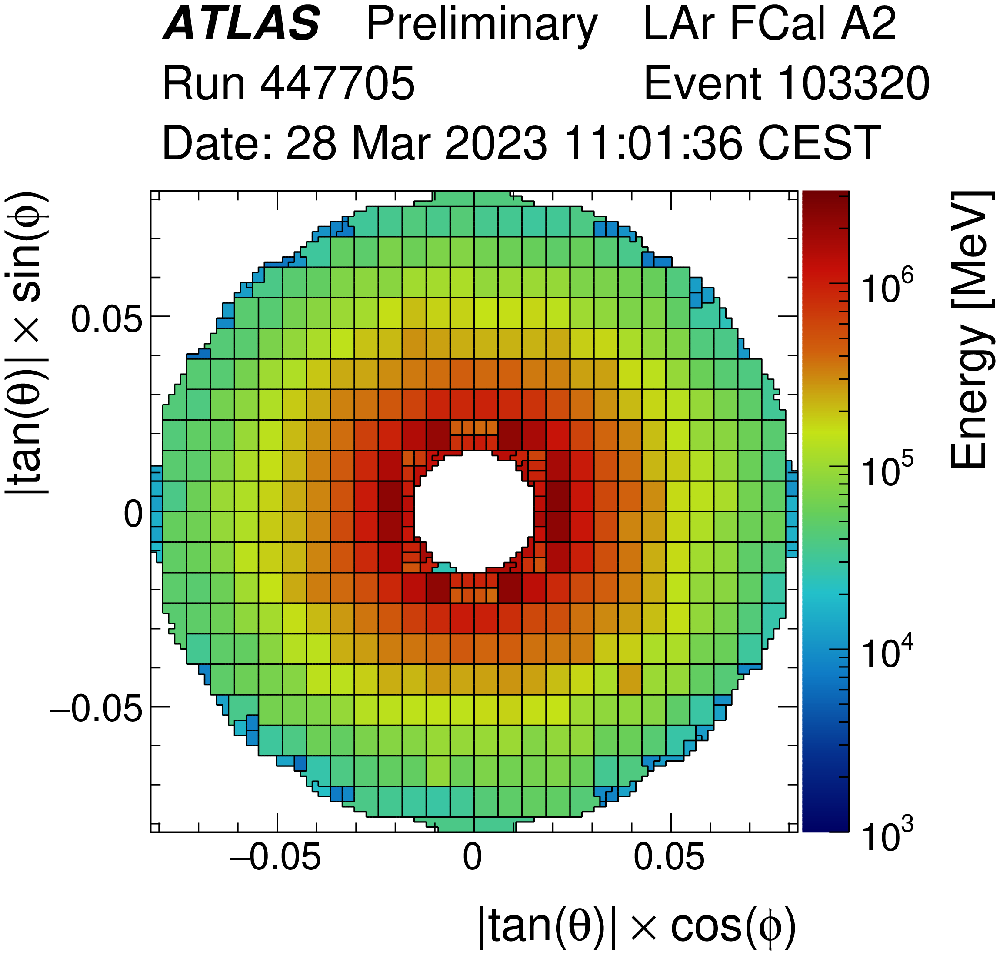 ATLAS Preliminary LAr FCal A2
Run 447705 Event 103320
Date: 28 Mar 2023 11:01:36 CEST
|tan(θ)| × sin(ϕ)
0.05
0
−0.05
−0.05 0 0.05
|tan(θ)| × cos(ϕ)
10⁶
10⁵
10⁴
10³
Energy [MeV]